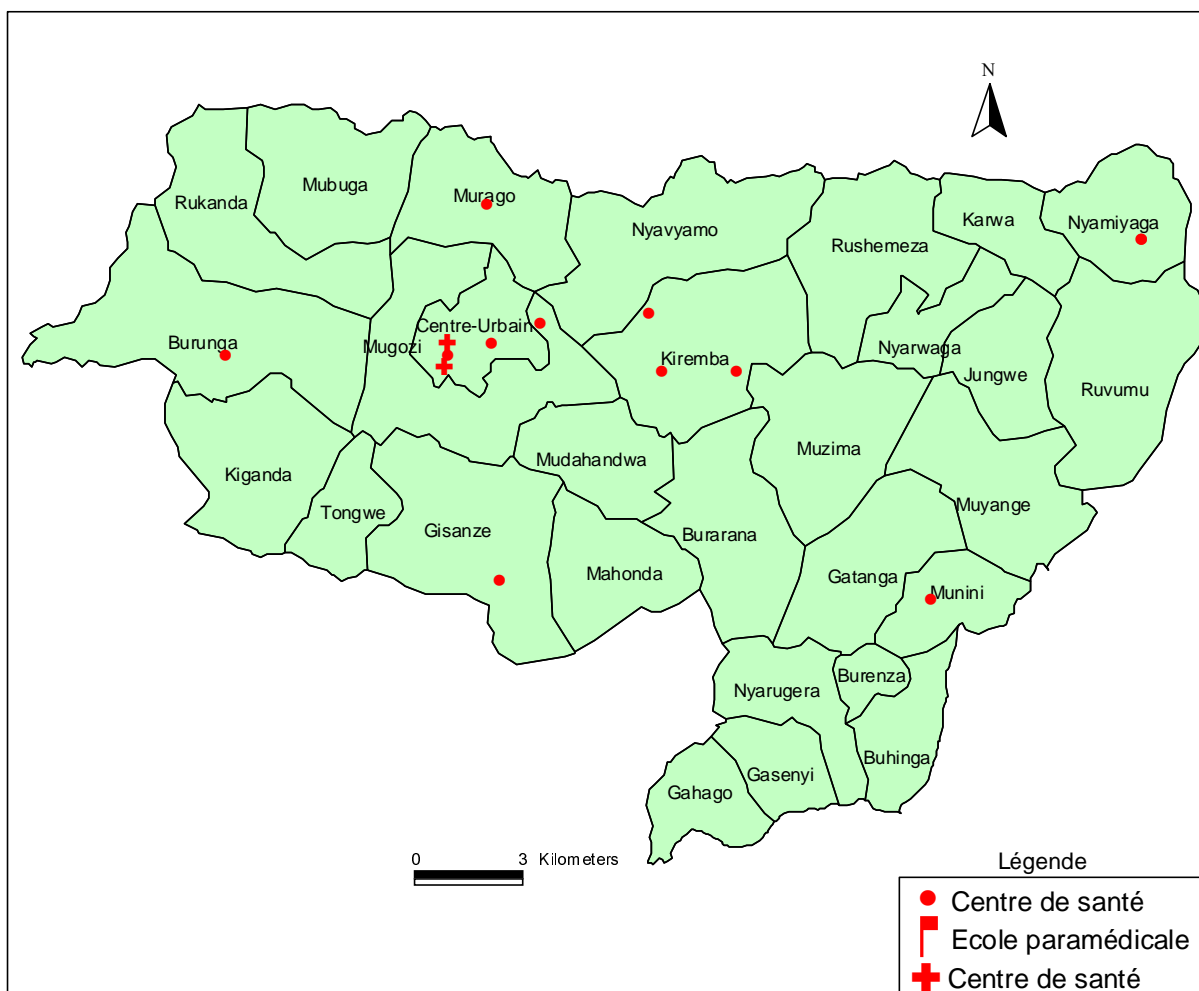 N
Mubuga
Murago
Rukanda
Karwa
Nyamiyaga
Nyavyamo
Rushemeza
Centre-Urbain
Burunga
Mugozi
Kiremba
Nyarwaga
Jungwe
Ruvumu
Muzima
Mudahandwa
Kiganda
Muyange
Tongwe
Gisanze
Burarana
Mahonda
Gatanga
Munini
Burenza
Nyarugera
Buhinga
Gasenyi
Gahago
0 3 Kilometers
Légende
Centre de santé
Ecole paramédicale
Centre de santé